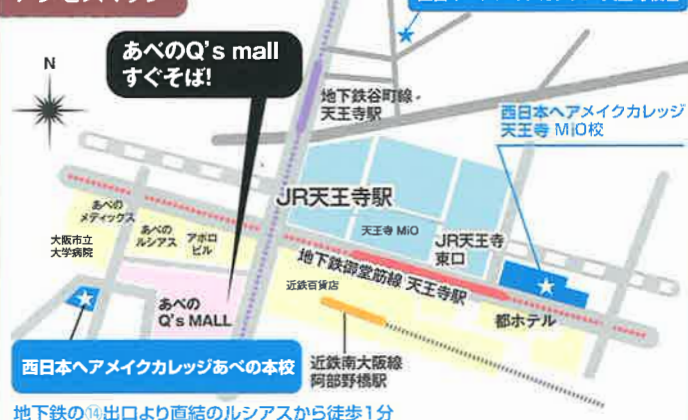 N
あべのQ's mall
すぐそば!
地下鉄谷町線・
天王寺駅
西日本ヘアメイクカレッジ
天王寺 MiO校
JR天王寺駅
天王寺 MiO
JR天王寺
東口
あべの
メディックス
あべの
ルシアス
アポロ
ビル
大阪市立
大学病院
地下鉄御堂筋線 天王寺駅
近鉄百貨店
あべの
Q's MALL
都ホテル
西日本ヘアメイクカレッジあべの本校
近鉄南大阪線
阿部野橋駅
地下鉄の⑭出口より直結のルシアスから徒歩1分